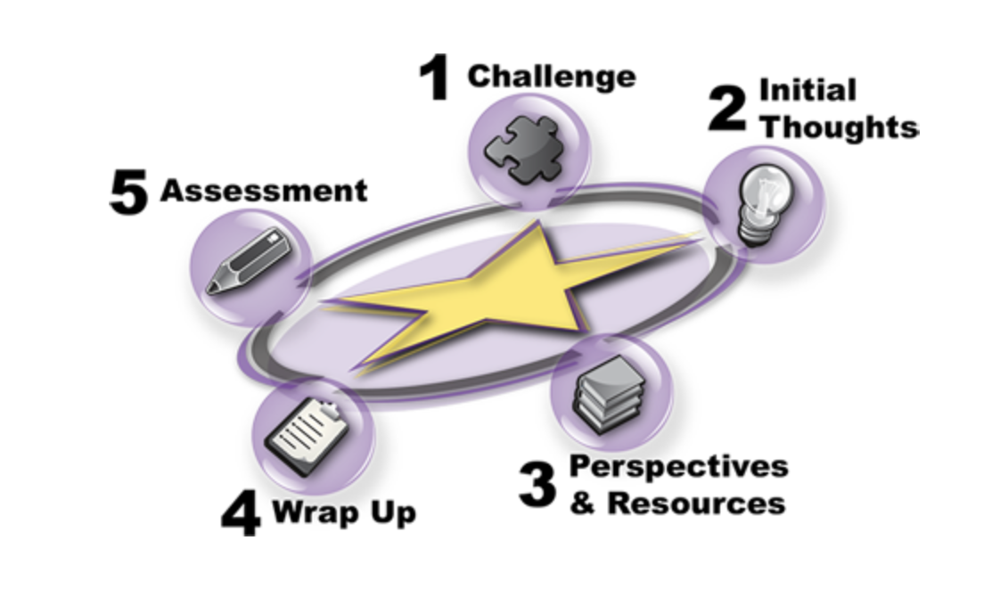 1 Challenge
2 Initial
Thoughts
3 Perspectives
& Resources
4 Wrap Up
5 Assessment